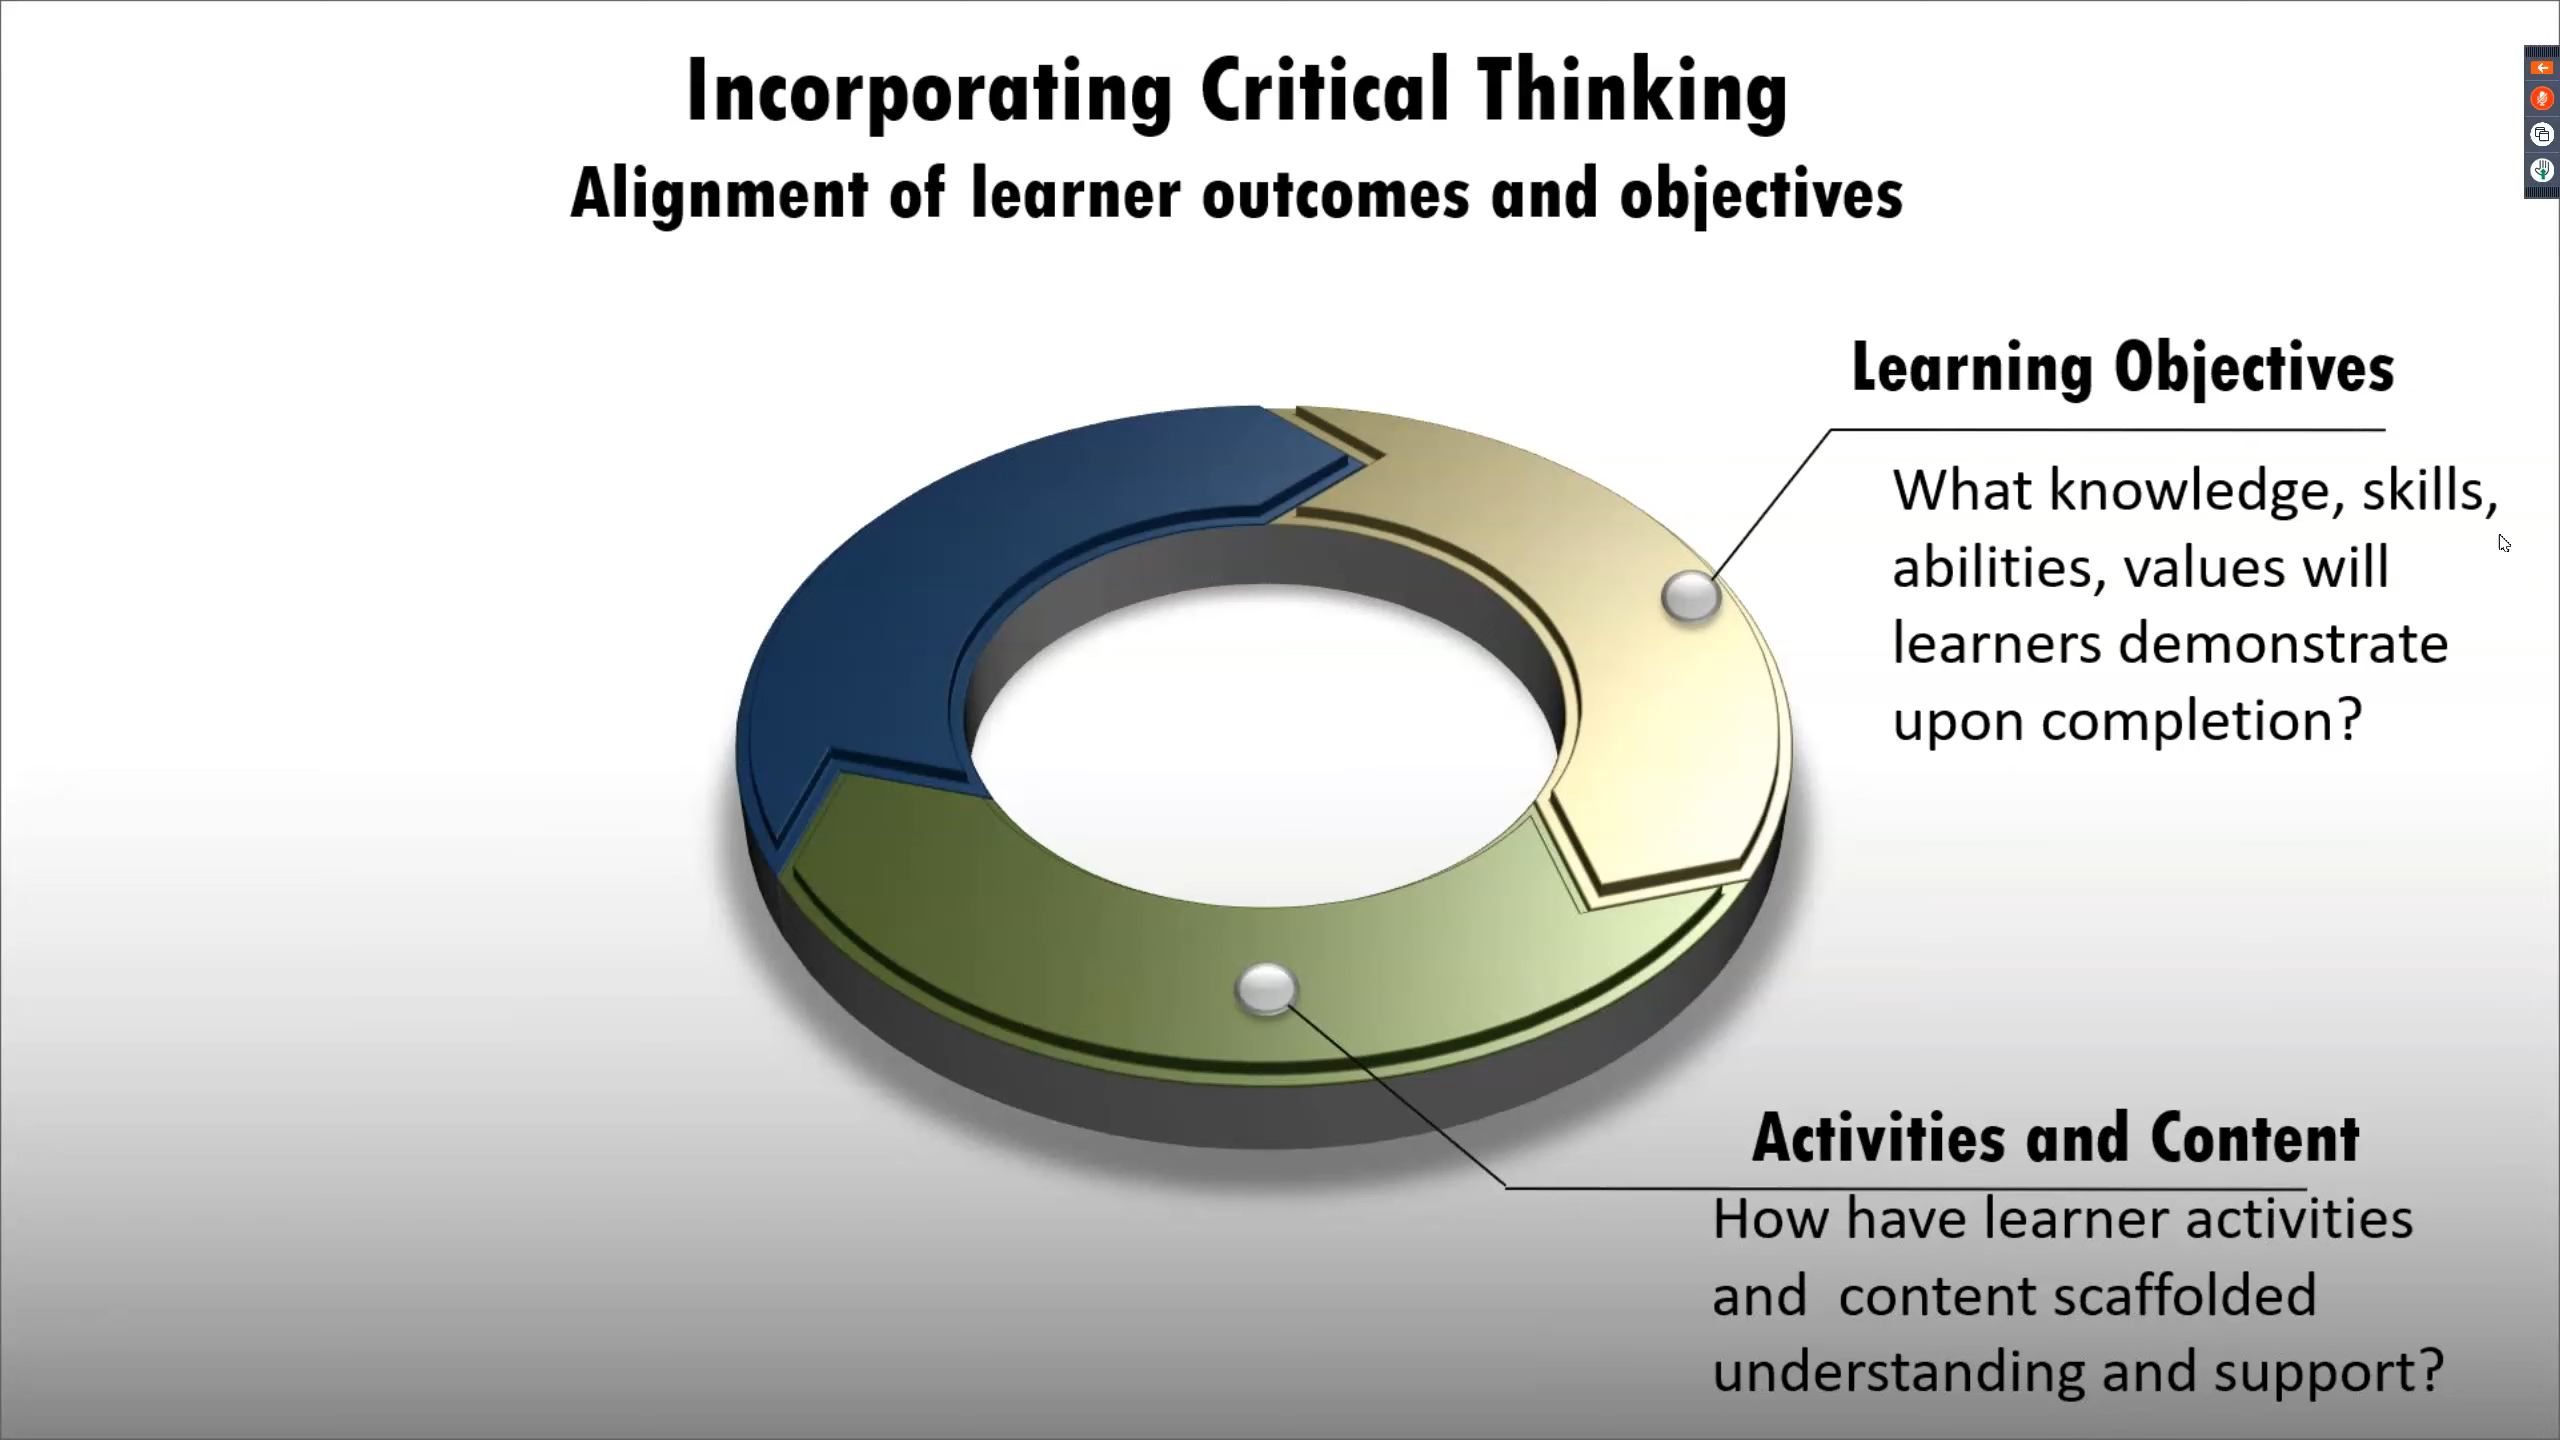 Incorporating Critical Thinking
Alignment of learner outcomes and objectives
Learning Objectives
What knowledge, skills,
abilities, values will
learners demonstrate
upon completion?
Activities and Content
How have learner activities
and  content scaffolded
understanding and support?